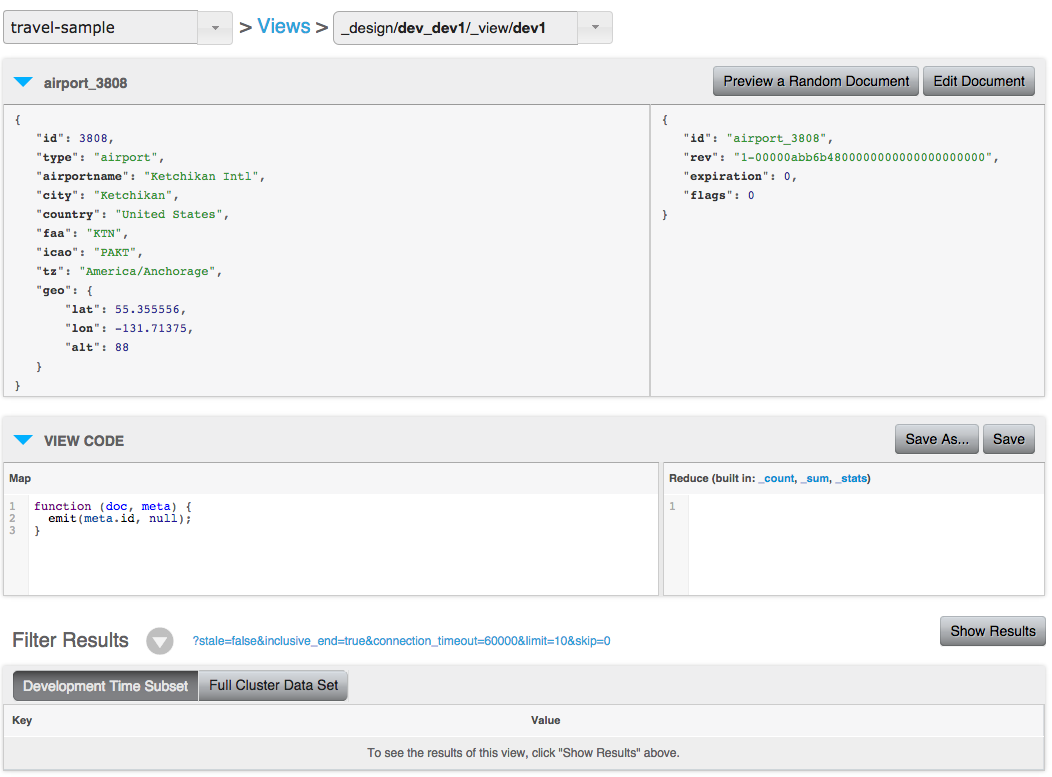 travel-sample > Views > _design/dev_dev1/_view/dev1
airport_3808 Preview a Random Document Edit Document
{
"id": 3808,
"type": "airport",
"airportname": "Ketchikan Intl",
"city": "Ketchikan",
"country": "United States",
"faa": "KTN",
"icao": "PAKT",
"tz": "America/Anchorage",
"geo": {
"lat": 55.355556,
"lon": -131.71375,
"alt": 88
}
}
{
"id": "airport_3808",
"rev": "1-00000abb6b4800000000000000000000",
"expiration": 0,
"flags": 0
}
VIEW CODE Save As... Save
Map
1 function (doc, meta) {
2 emit(meta.id, null);
3 }
Reduce (built in: _count, _sum, _stats)
1
Filter Results ?stale=false&inclusive_end=true&connection_timeout=60000&limit=10&skip=0 Show Results
Development Time Subset Full Cluster Data Set
Key Value
To see the results of this view, click "Show Results" above.